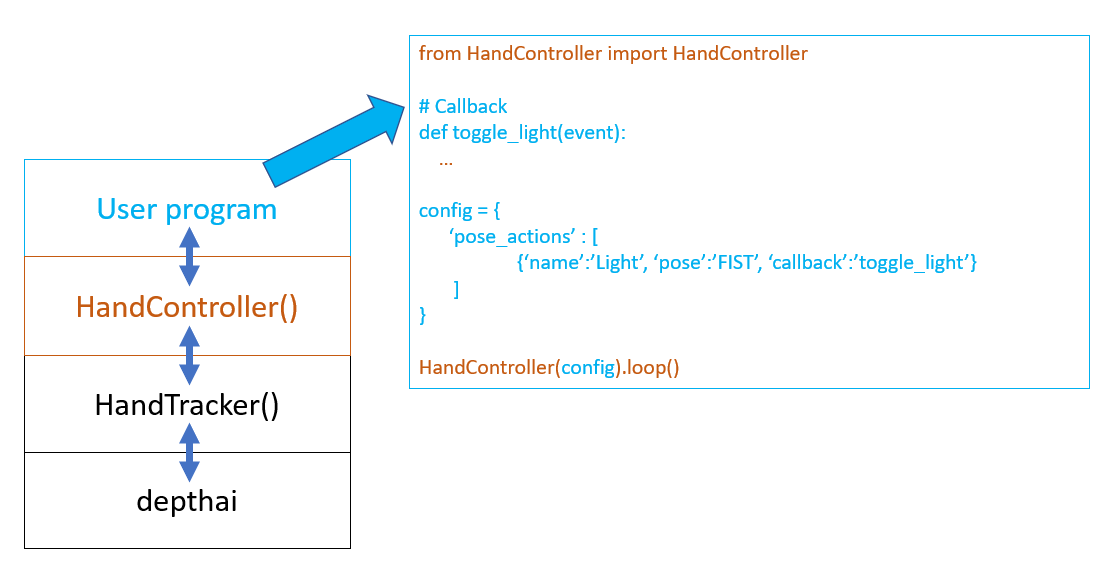 from HandController import HandController
# Callback
def toggle_light(event):
...
User program
config = {
‘pose_actions’ : [
{‘name’:’Light’, ‘pose’:’FIST’, ‘callback’:’toggle_light’}
]
}
HandController(config).loop()
HandController()
HandTracker()
depthai